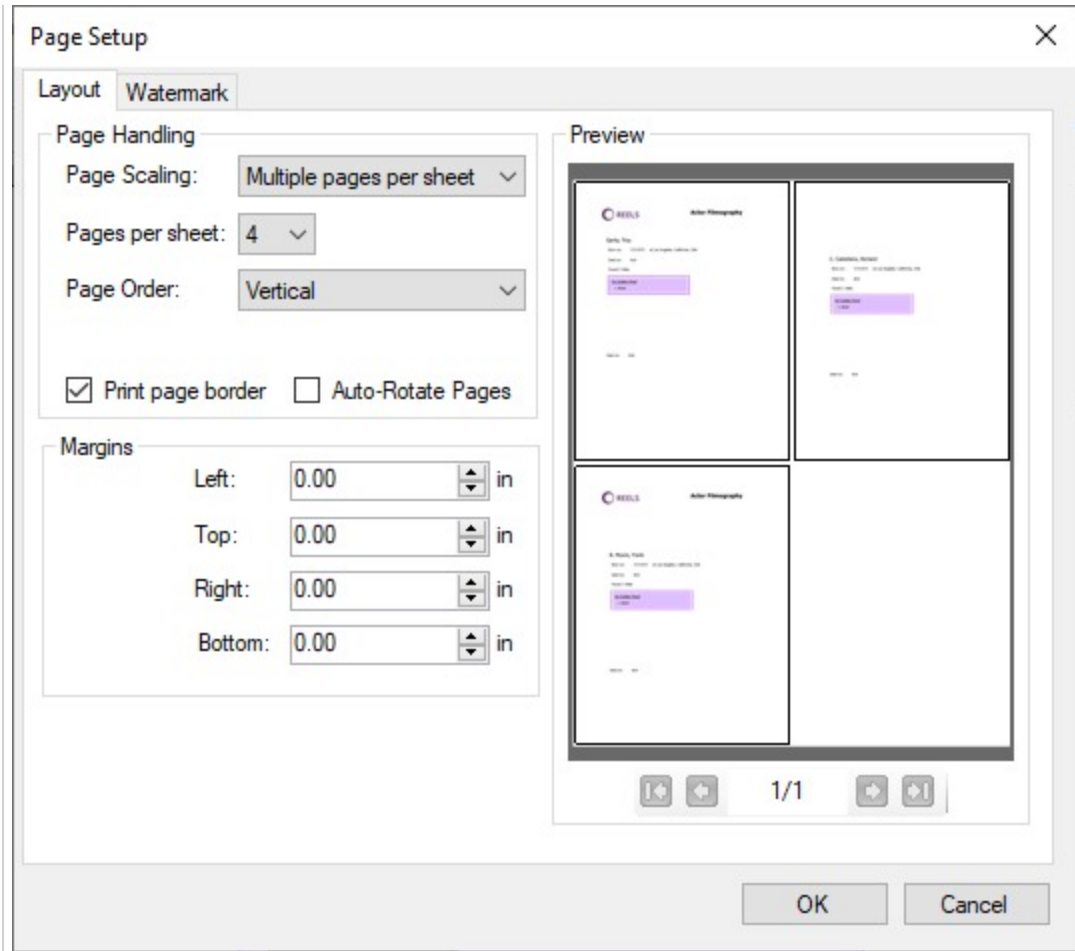 Page Setup
Layout Watermark
Page Handling
Page Scaling: Multiple pages per sheet
Pages per sheet: 4
Page Order: Vertical
Print page border Auto-Rotate Pages
Margins
Left: 0.00 in
Top: 0.00 in
Right: 0.00 in
Bottom: 0.00 in
Preview
REELS Actor Filmography
REELS Actor Filmography
1/1
OK Cancel